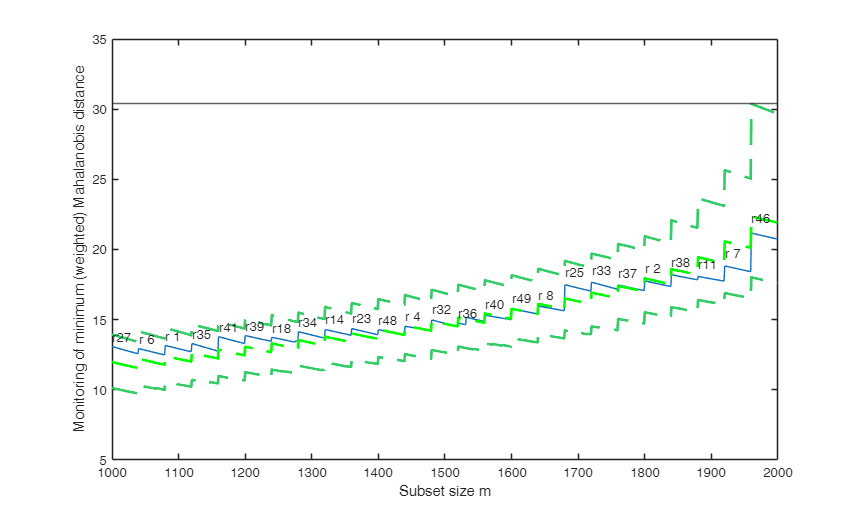 35
30
25
20
15
10
5
Monitoring of minimum (weighted) Mahalanobis distance
r27
r 6
r 1
r35
r41
r39
r18
r34
r14
r23
r48
r 4
r32
r36
r40
r49
r 8
r25
r33
r37
r 2
r38
r11
r 7
r46
1000
1100
1200
1300
1400
1500
1600
1700
1800
1900
2000
Subset size m